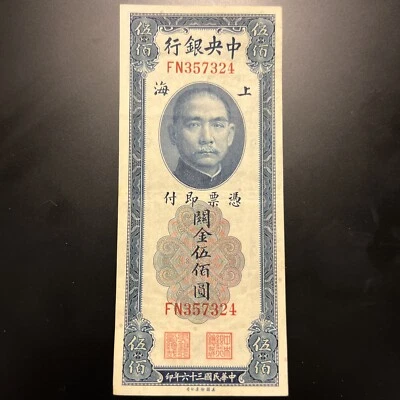 伍佰 行銀央中 伍佰
FN357324
海 上
付即票憑
關金伍佰圓
FN357324
伍佰 伍佰
印年六十三國民華中